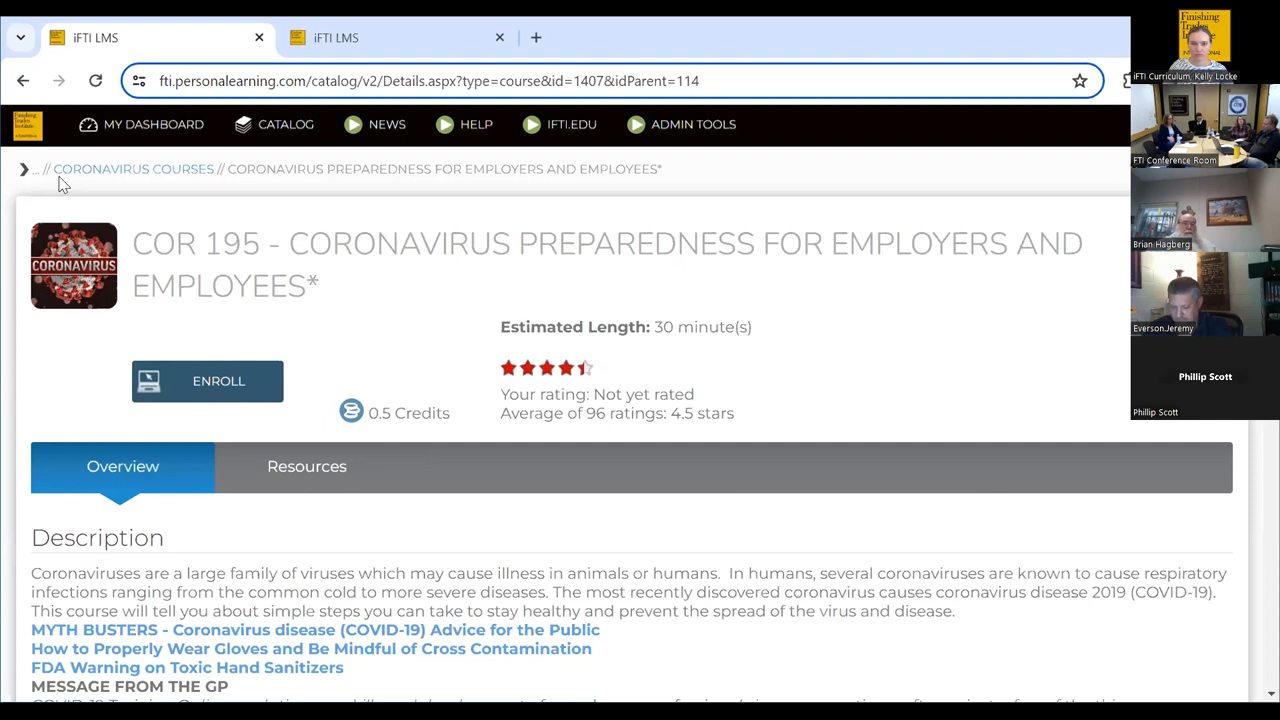 iFTI LMS
iFTI LMS
fti.personalearning.com/catalog/v2/Details.aspx?type=course&id=1407&idParent=114
Finishing
Trades
Institute
MY DASHBOARD
CATALOG
NEWS
HELP
IFTI.EDU
ADMIN TOOLS
... // CORONAVIRUS COURSES // CORONAVIRUS PREPAREDNESS FOR EMPLOYERS AND EMPLOYEES*
CORONAVIRUS
COR 195 - CORONAVIRUS PREPAREDNESS FOR EMPLOYERS AND
EMPLOYEES*
Estimated Length: 30 minute(s)
ENROLL
0.5 Credits
Your rating: Not yet rated
Average of 96 ratings: 4.5 stars
Overview
Resources
Description
Coronaviruses are a large family of viruses which may cause illness in animals or humans. In humans, several coronaviruses are known to cause respiratory
infections ranging from the common cold to more severe diseases. The most recently discovered coronavirus causes coronavirus disease 2019 (COVID-19).
This course will tell you about simple steps you can take to stay healthy and prevent the spread of the virus and disease.
MYTH BUSTERS - Coronavirus disease (COVID-19) Advice for the Public
How to Properly Wear Gloves and Be Mindful of Cross Contamination
FDA Warning on Toxic Hand Sanitizers
MESSAGE FROM THE GP
Finishing
Trades
Institute
iFTI Curriculum, Kelly Locke
FTI Conference Room
Brian Hagberg
Everson.Jeremy
Phillip Scott
Phillip Scott